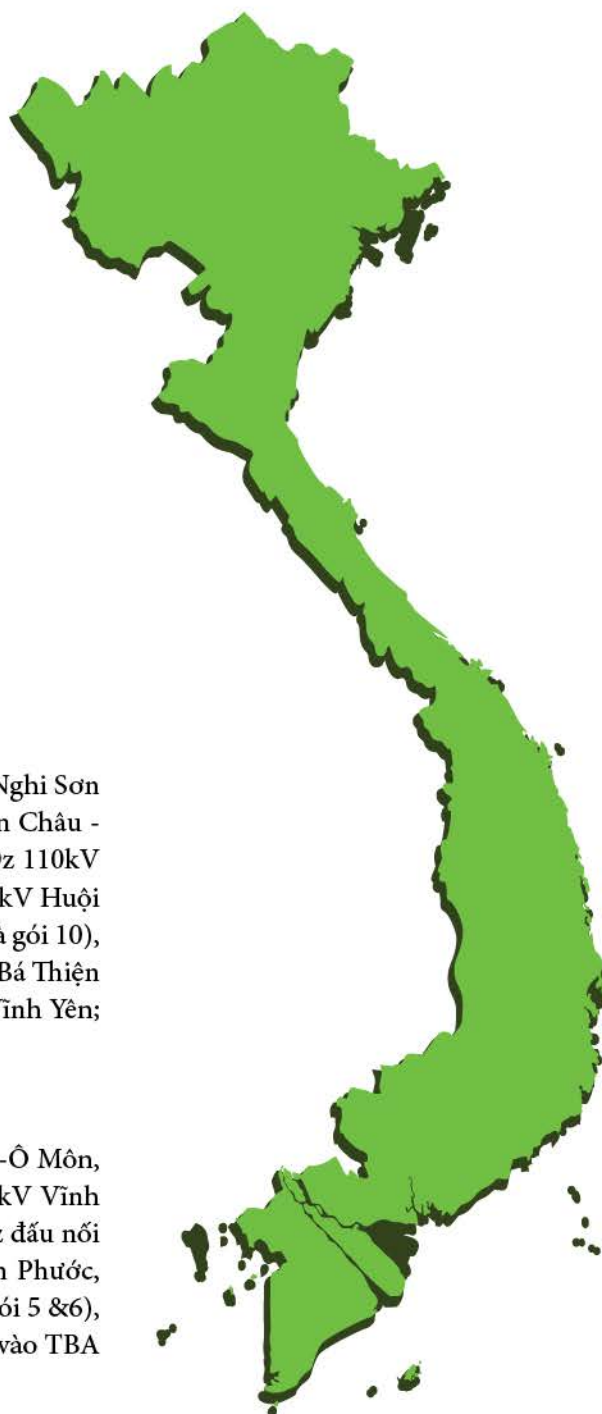 Nghi Sơn
n Châu -
z 110kV
kV Huội
à gói 10),
Bá Thiện
Vĩnh Yên;
-Ô Môn,
kV Vĩnh
z đấu nối
n Phước,
ói 5 &6),
vào TBA